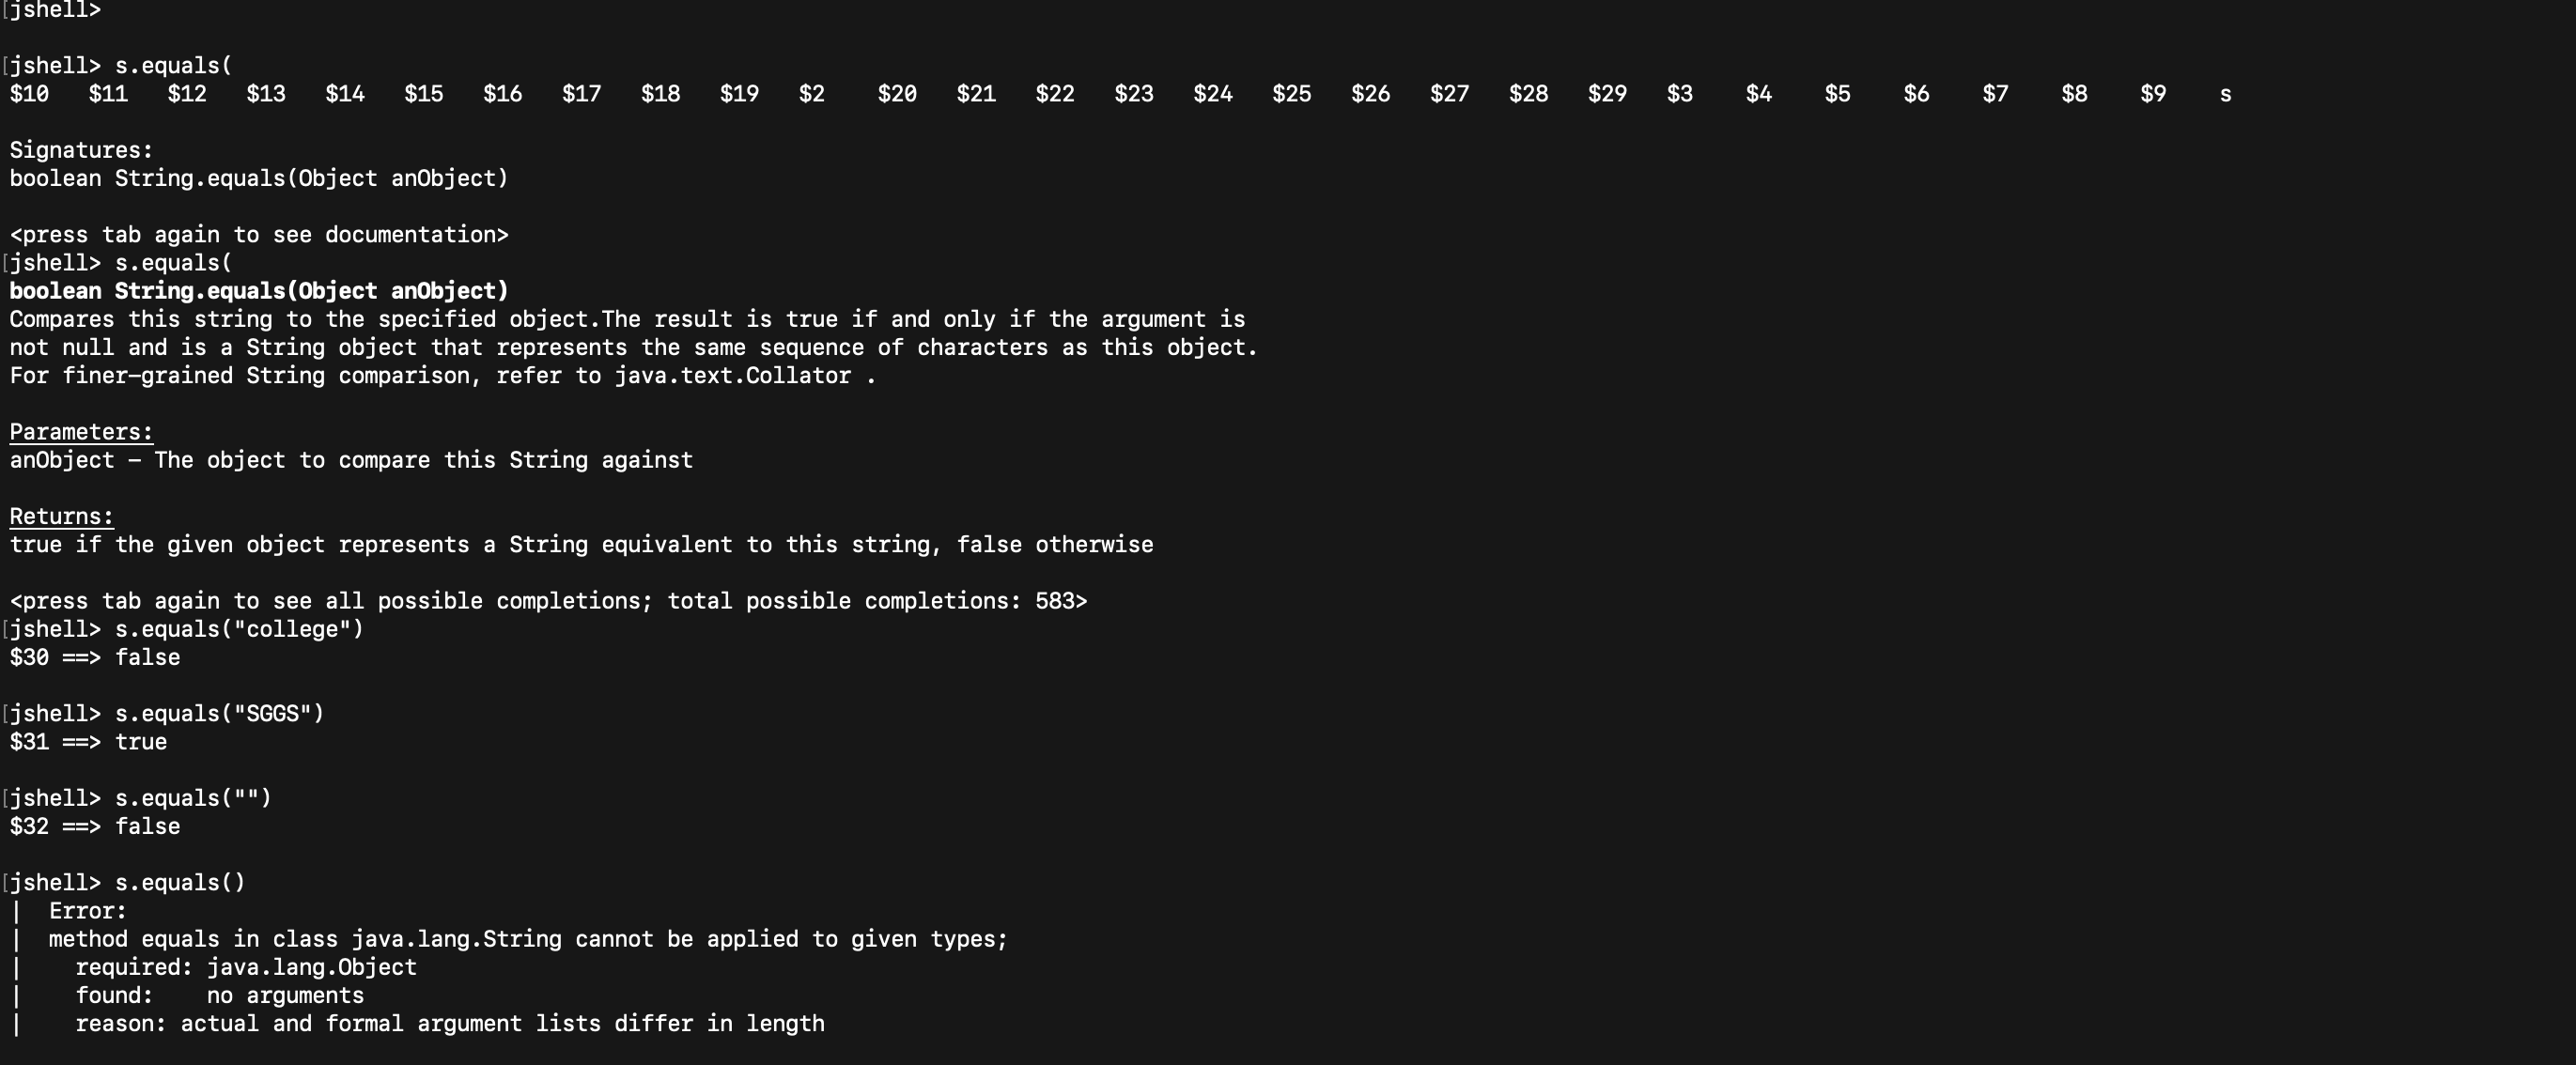 [jshell>
[jshell> s.equals(
$10   $11   $12   $13   $14   $15   $16   $17   $18   $19   $2    $20   $21   $22   $23   $24   $25   $26   $27   $28   $29   $3    $4    $5    $6    $7    $8    $9    s
Signatures:
boolean String.equals(Object anObject)
<press tab again to see documentation>
[jshell> s.equals(
boolean String.equals(Object anObject)
Compares this string to the specified object.The result is true if and only if the argument is
not null and is a String object that represents the same sequence of characters as this object.
For finer-grained String comparison, refer to java.text.Collator .
Parameters:
anObject - The object to compare this String against
Returns:
true if the given object represents a String equivalent to this string, false otherwise
<press tab again to see all possible completions; total possible completions: 583>
[jshell> s.equals("college")
$30 ==> false
[jshell> s.equals("SGGS")
$31 ==> true
[jshell> s.equals("")
$32 ==> false
[jshell> s.equals()
|  Error:
|  method equals in class java.lang.String cannot be applied to given types;
|    required: java.lang.Object
|    found:    no arguments
|    reason: actual and formal argument lists differ in length